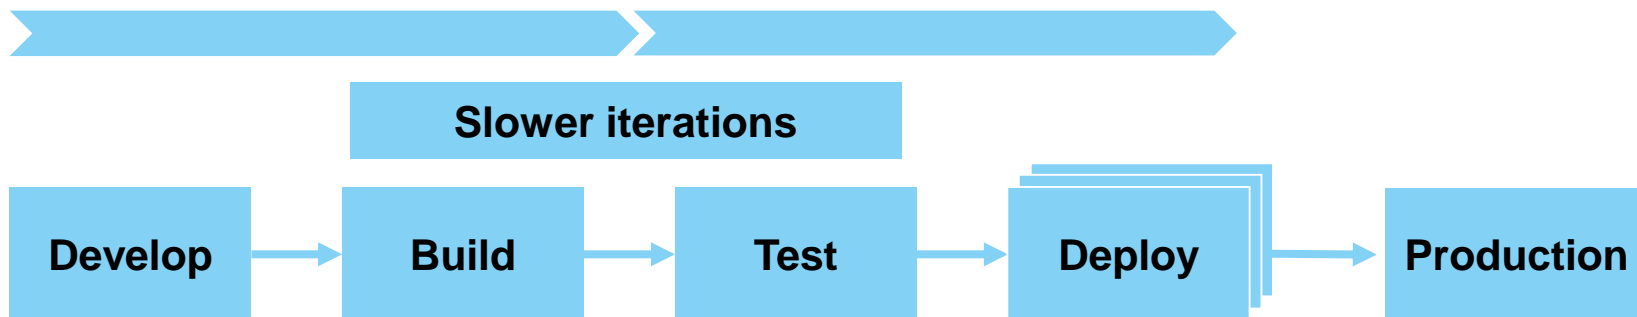 Slower iterations
Develop
Build
Test
Deploy
Production